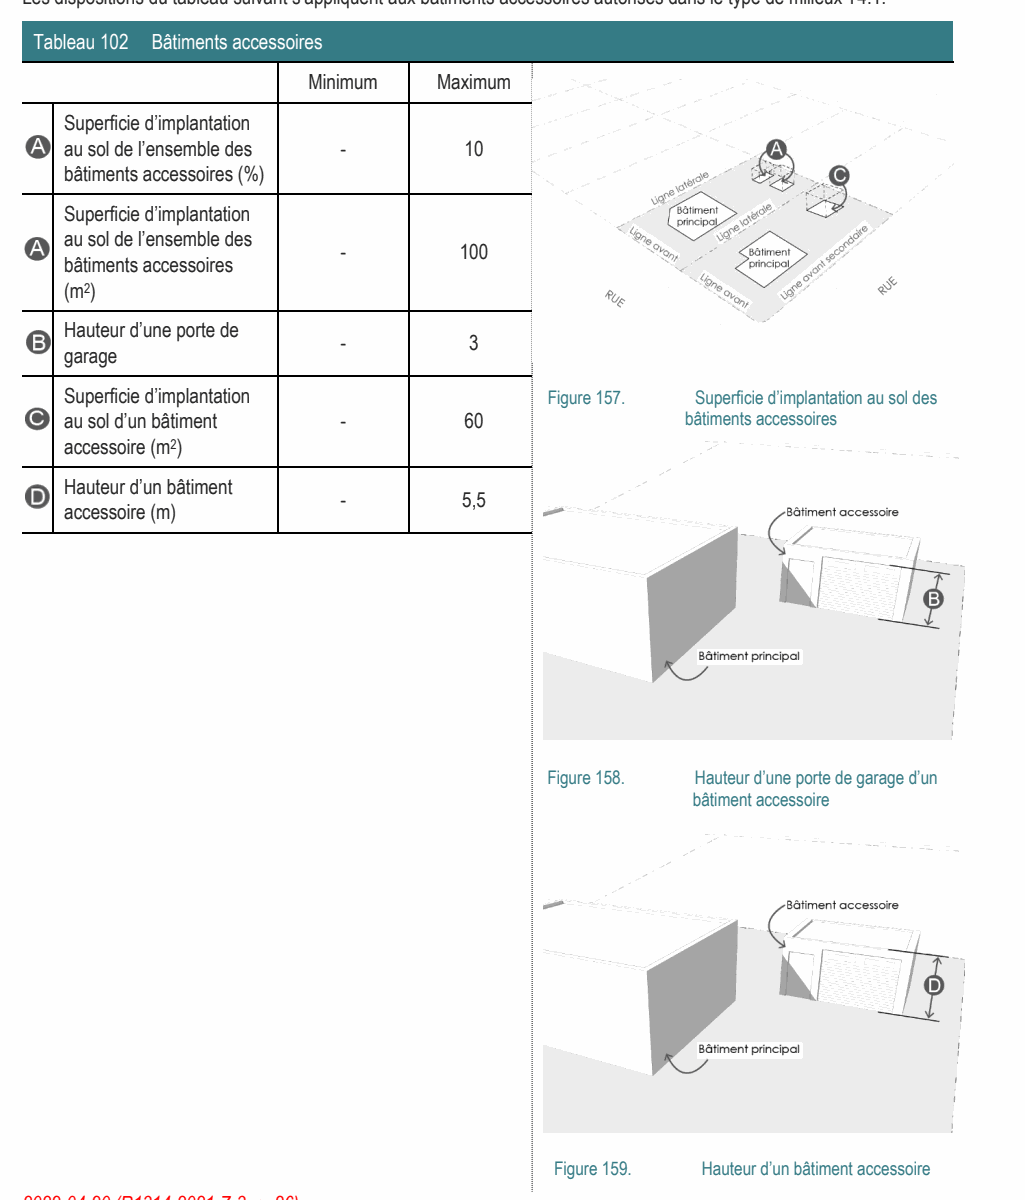 Les dispositions du tableau suivant s'appliquent aux bâtiments accessoires autorisés dans le type de milieux T4.1.
Tableau 102 Bâtiments accessoires
Minimum Maximum
A Superficie d'implantation
au sol de l'ensemble des
bâtiments accessoires (%)
- 10
A Superficie d'implantation
au sol de l'ensemble des
bâtiments accessoires
(m2)
- 100
B Hauteur d'une porte de
garage
- 3
C Superficie d'implantation
au sol d'un bâtiment
accessoire (m2)
- 60
D Hauteur d'un bâtiment
accessoire (m)
- 5,5
A
C
Ligne latérale
Bâtiment
principal
Ligne latérale
Ligne avant
Bâtiment
principal
Ligne avant secondaire
Ligne avant
RUE
RUE
Figure 157. Superficie d'implantation au sol des
bâtiments accessoires
Bâtiment accessoire
B
Bâtiment principal
Figure 158. Hauteur d'une porte de garage d'un
bâtiment accessoire
Bâtiment accessoire
D
Bâtiment principal
Figure 159. Hauteur d'un bâtiment accessoire